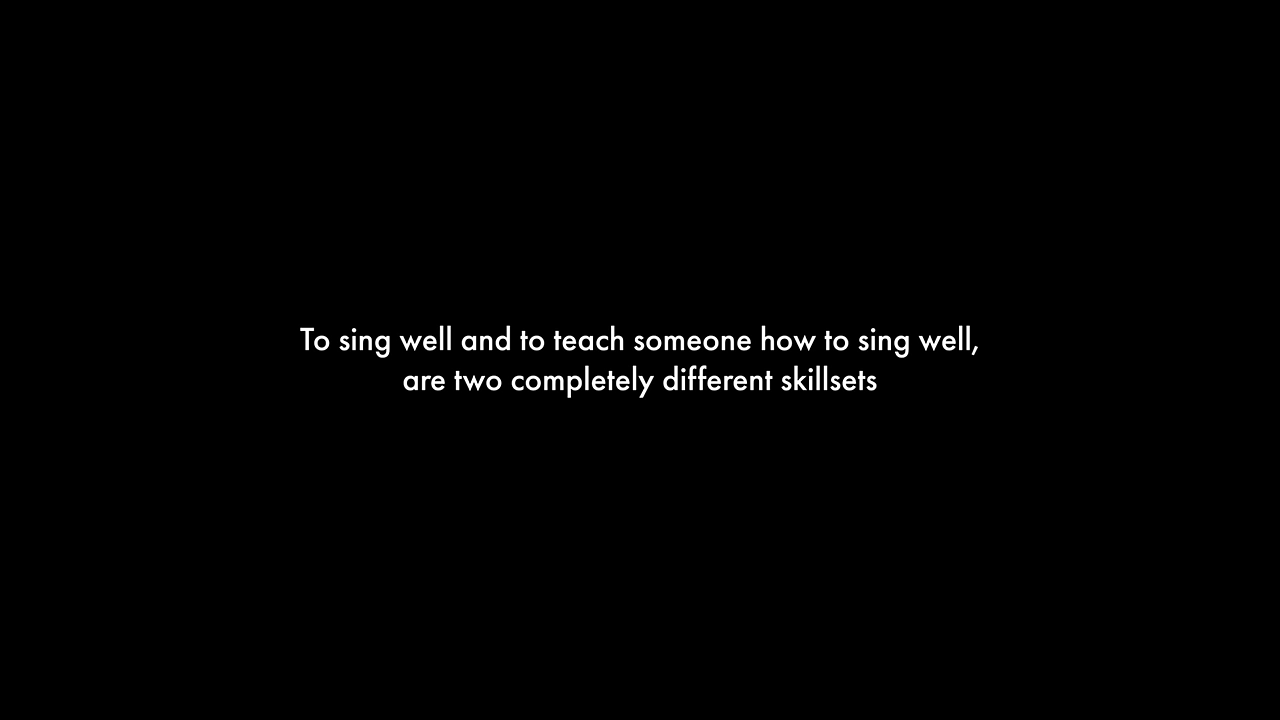 To sing well and to teach someone how to sing well,
are two completely different skillsets